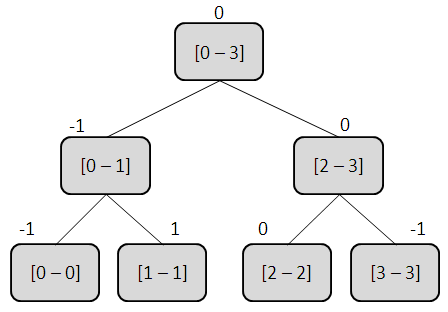 0
[0 – 3]
-1
0
[0 – 1]
[2 – 3]
-1
1
0
-1
[0 – 0]
[1 – 1]
[2 – 2]
[3 – 3]